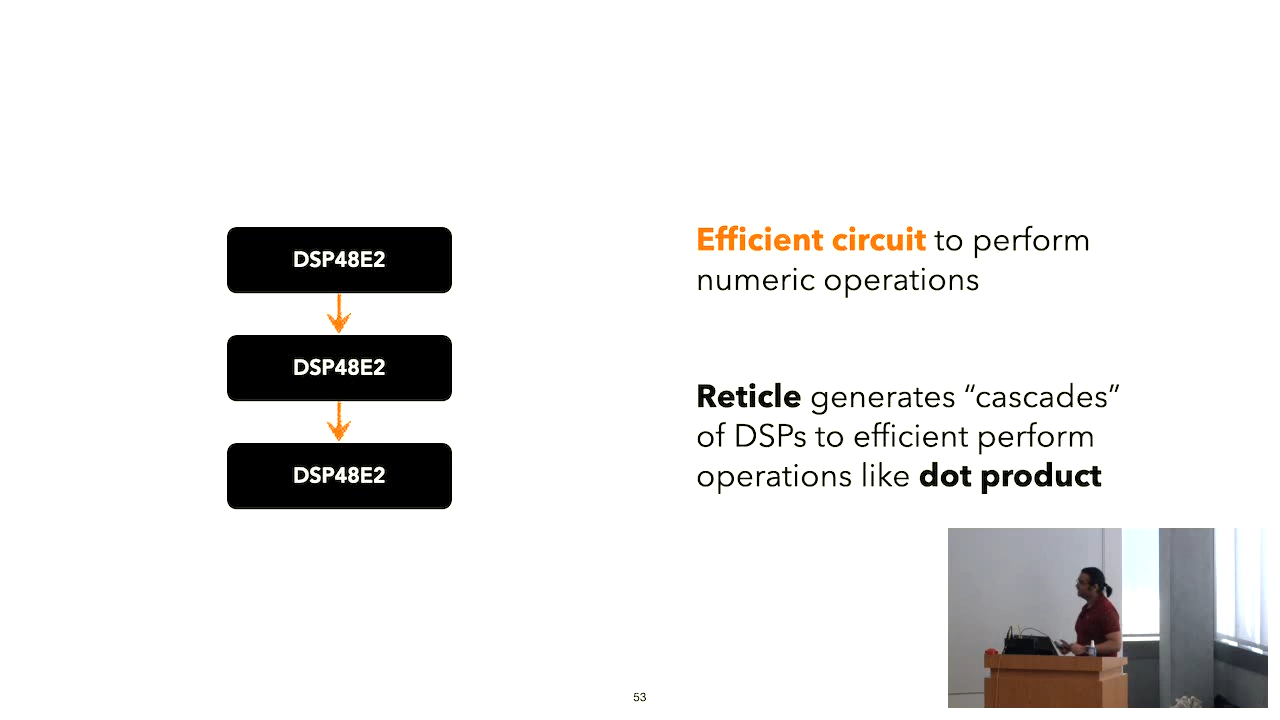 DSP48E2
DSP48E2
DSP48E2
Efficient circuit to perform
numeric operations
Reticle generates “cascades”
of DSPs to efficient perform
operations like dot product
53